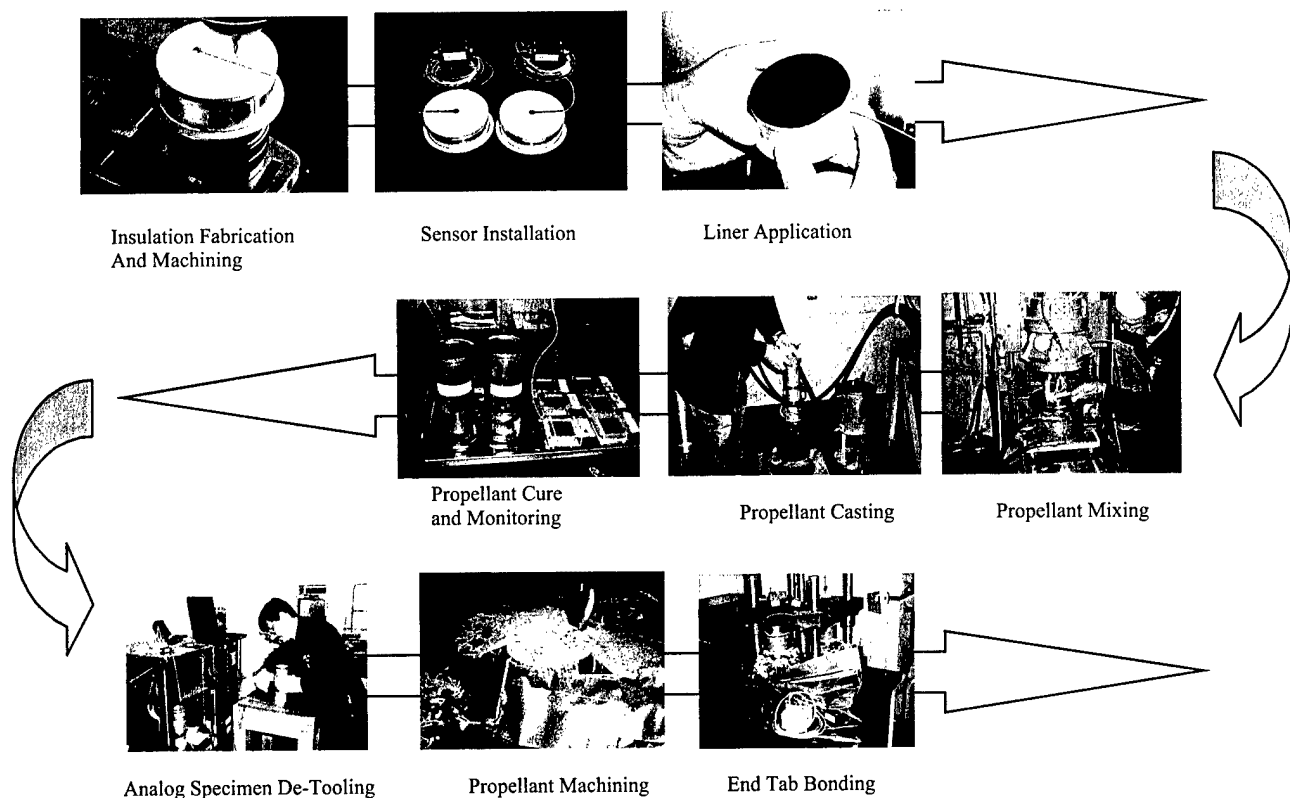 Insulation Fabrication
And Machining
Sensor Installation
Liner Application
Propellant Mixing
Propellant Casting
Propellant Cure
and Monitoring
Analog Specimen De-Tooling
Propellant Machining
End Tab Bonding